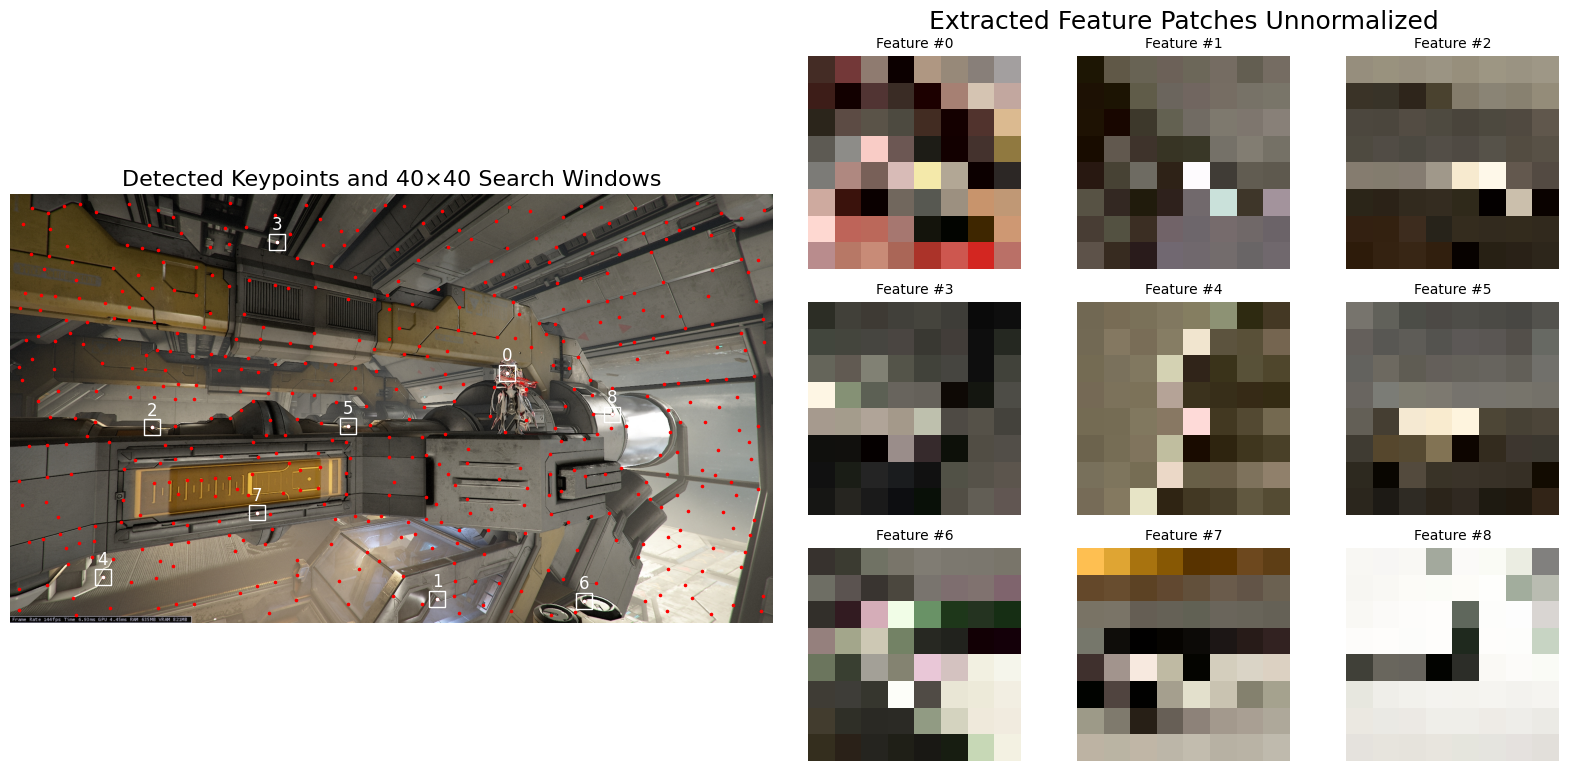 Extracted Feature Patches Unnormalized
Detected Keypoints and 40×40 Search Windows
3
0
8
2
5
7
4
1
6
Feature #0
Feature #1
Feature #2
Feature #3
Feature #4
Feature #5
Feature #6
Feature #7
Feature #8